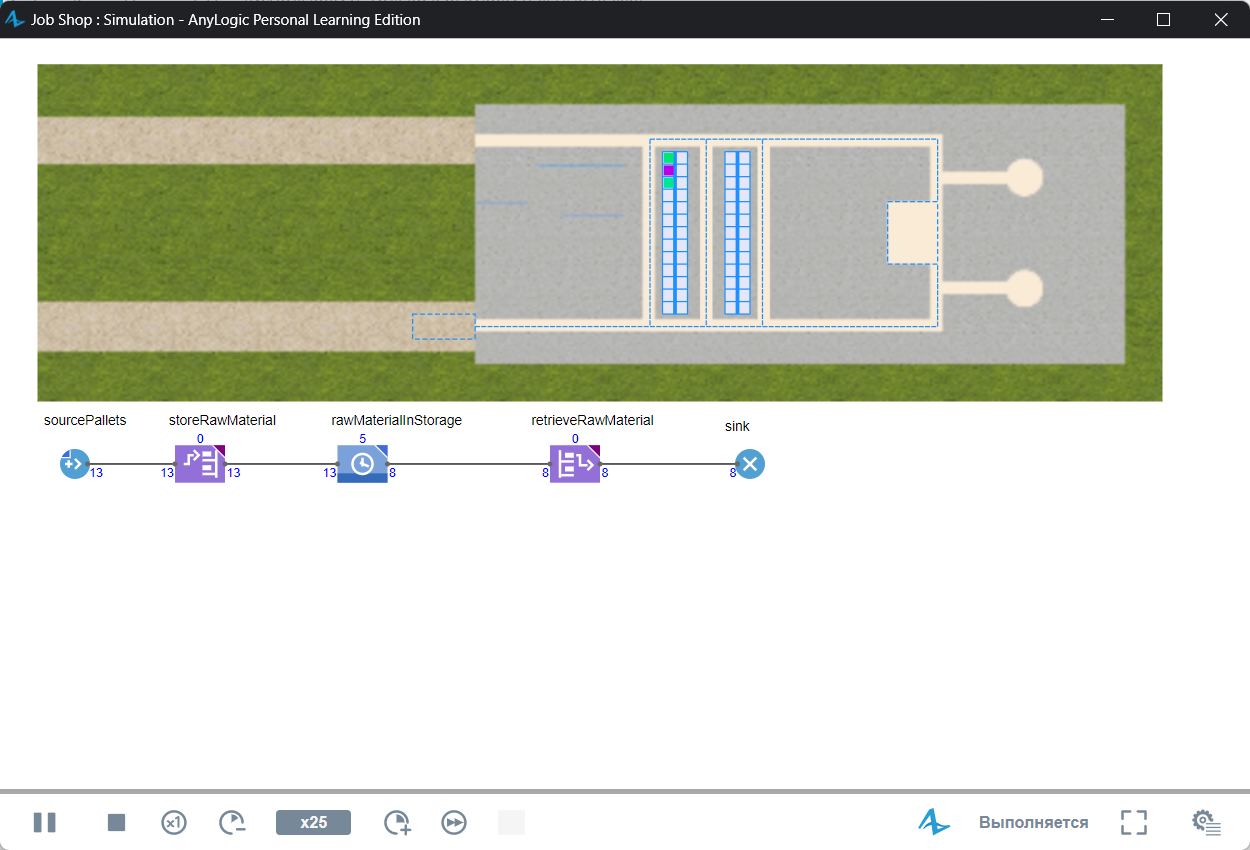 Job Shop : Simulation - AnyLogic Personal Learning Edition
sourcePallets storeRawMaterial rawMaterialInStorage retrieveRawMaterial sink
0 5 0
13 13 13 13 8 8 8 8
x1 x25 Выполняется